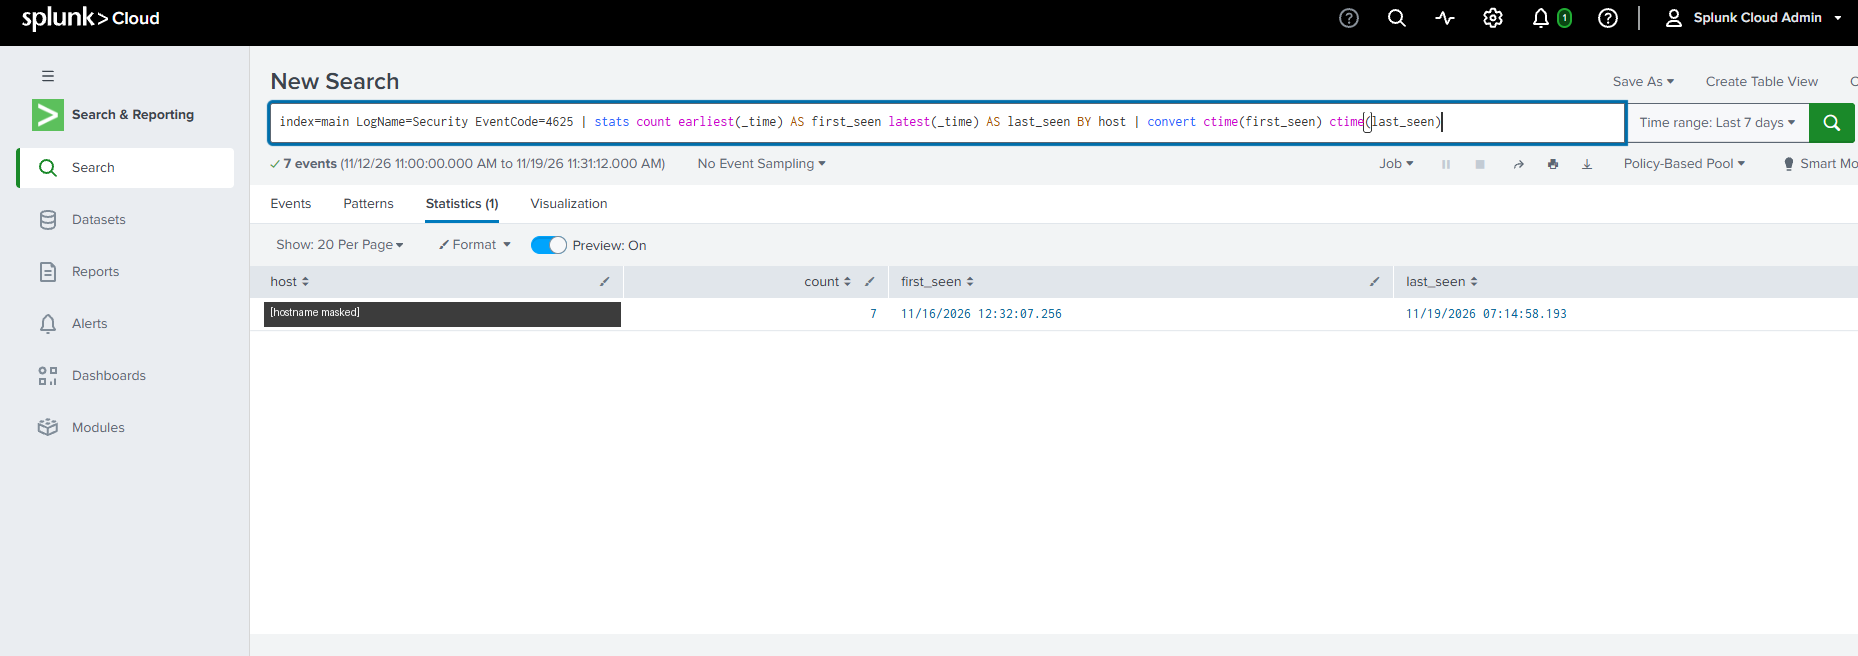 splunk> Cloud
1
Splunk Cloud Admin
Search & Reporting
Search
Datasets
Reports
Alerts
Dashboards
Modules
New Search
Save As
Create Table View
index=main LogName=Security EventCode=4625 | stats count earliest(_time) AS first_seen latest(_time) AS last_seen BY host | convert ctime(first_seen) ctime(last_seen)
Time range: Last 7 days
7 events (11/12/26 11:00:00.000 AM to 11/19/26 11:31:12.000 AM)
No Event Sampling
Job
Policy-Based Pool
Smart Mo
Events
Patterns
Statistics (1)
Visualization
Show: 20 Per Page
Format
Preview: On
host
count
first_seen
last_seen
[hostname masked]
7
11/16/2026 12:32:07.256
11/19/2026 07:14:58.193